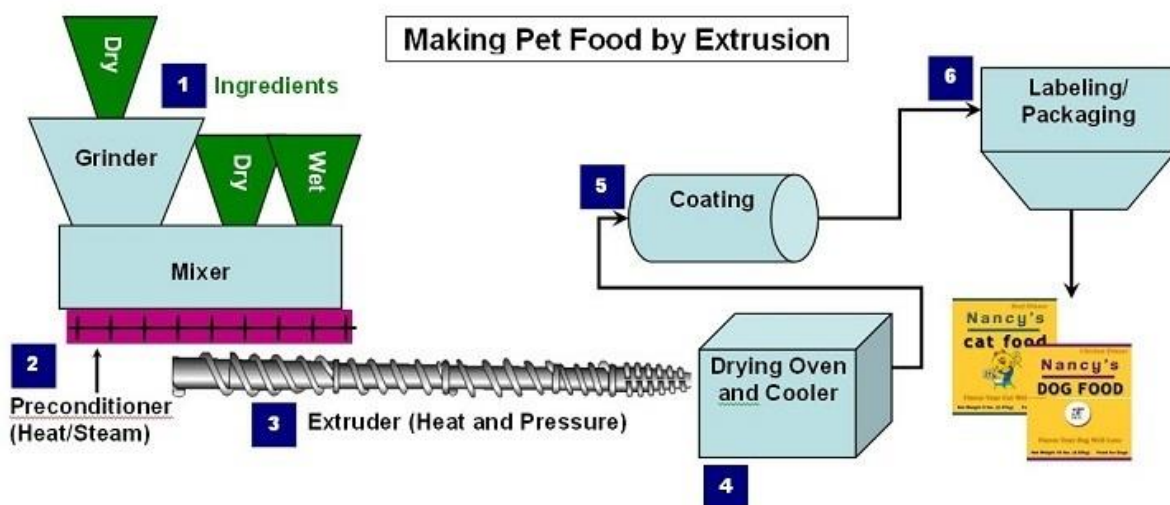 Making Pet Food by Extrusion
Dry
1
Ingredients
Grinder
Dry
Wet
Mixer
2
Preconditioner
(Heat/Steam)
3
Extruder (Heat and Pressure)
Drying Oven
and Cooler
4
5
Coating
6
Labeling/
Packaging
Nancy's
cat food
Nancy's
DOG FOOD